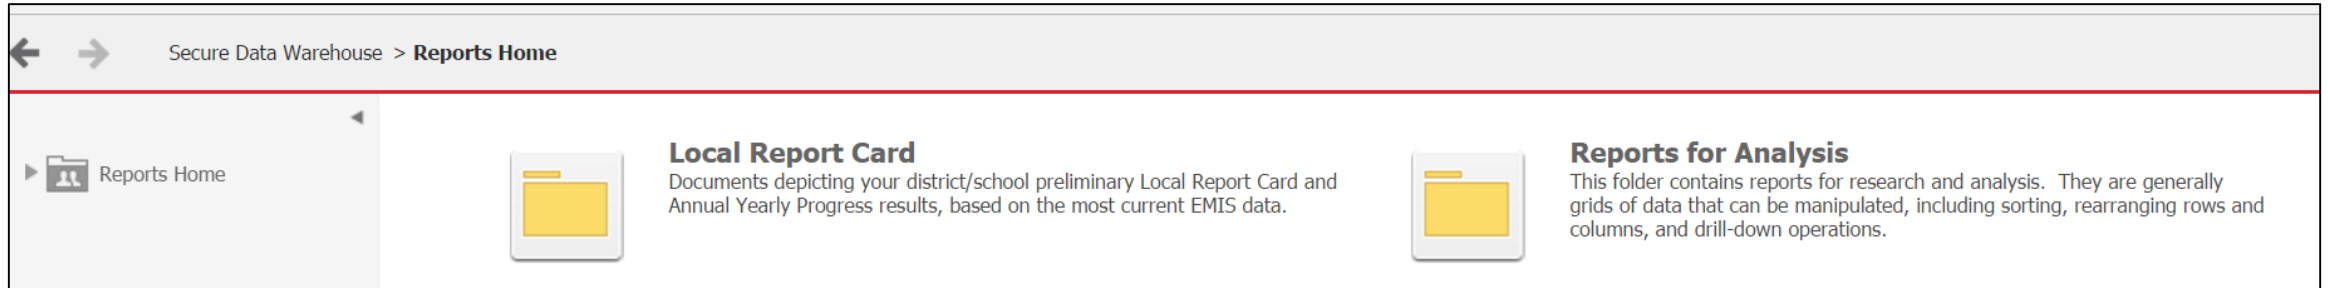 Secure Data Warehouse > Reports Home
Reports Home
Local Report Card
Documents depicting your district/school preliminary Local Report Card and
Annual Yearly Progress results, based on the most current EMIS data.
Reports for Analysis
This folder contains reports for research and analysis.  They are generally
grids of data that can be manipulated, including sorting, rearranging rows and
columns, and drill-down operations.